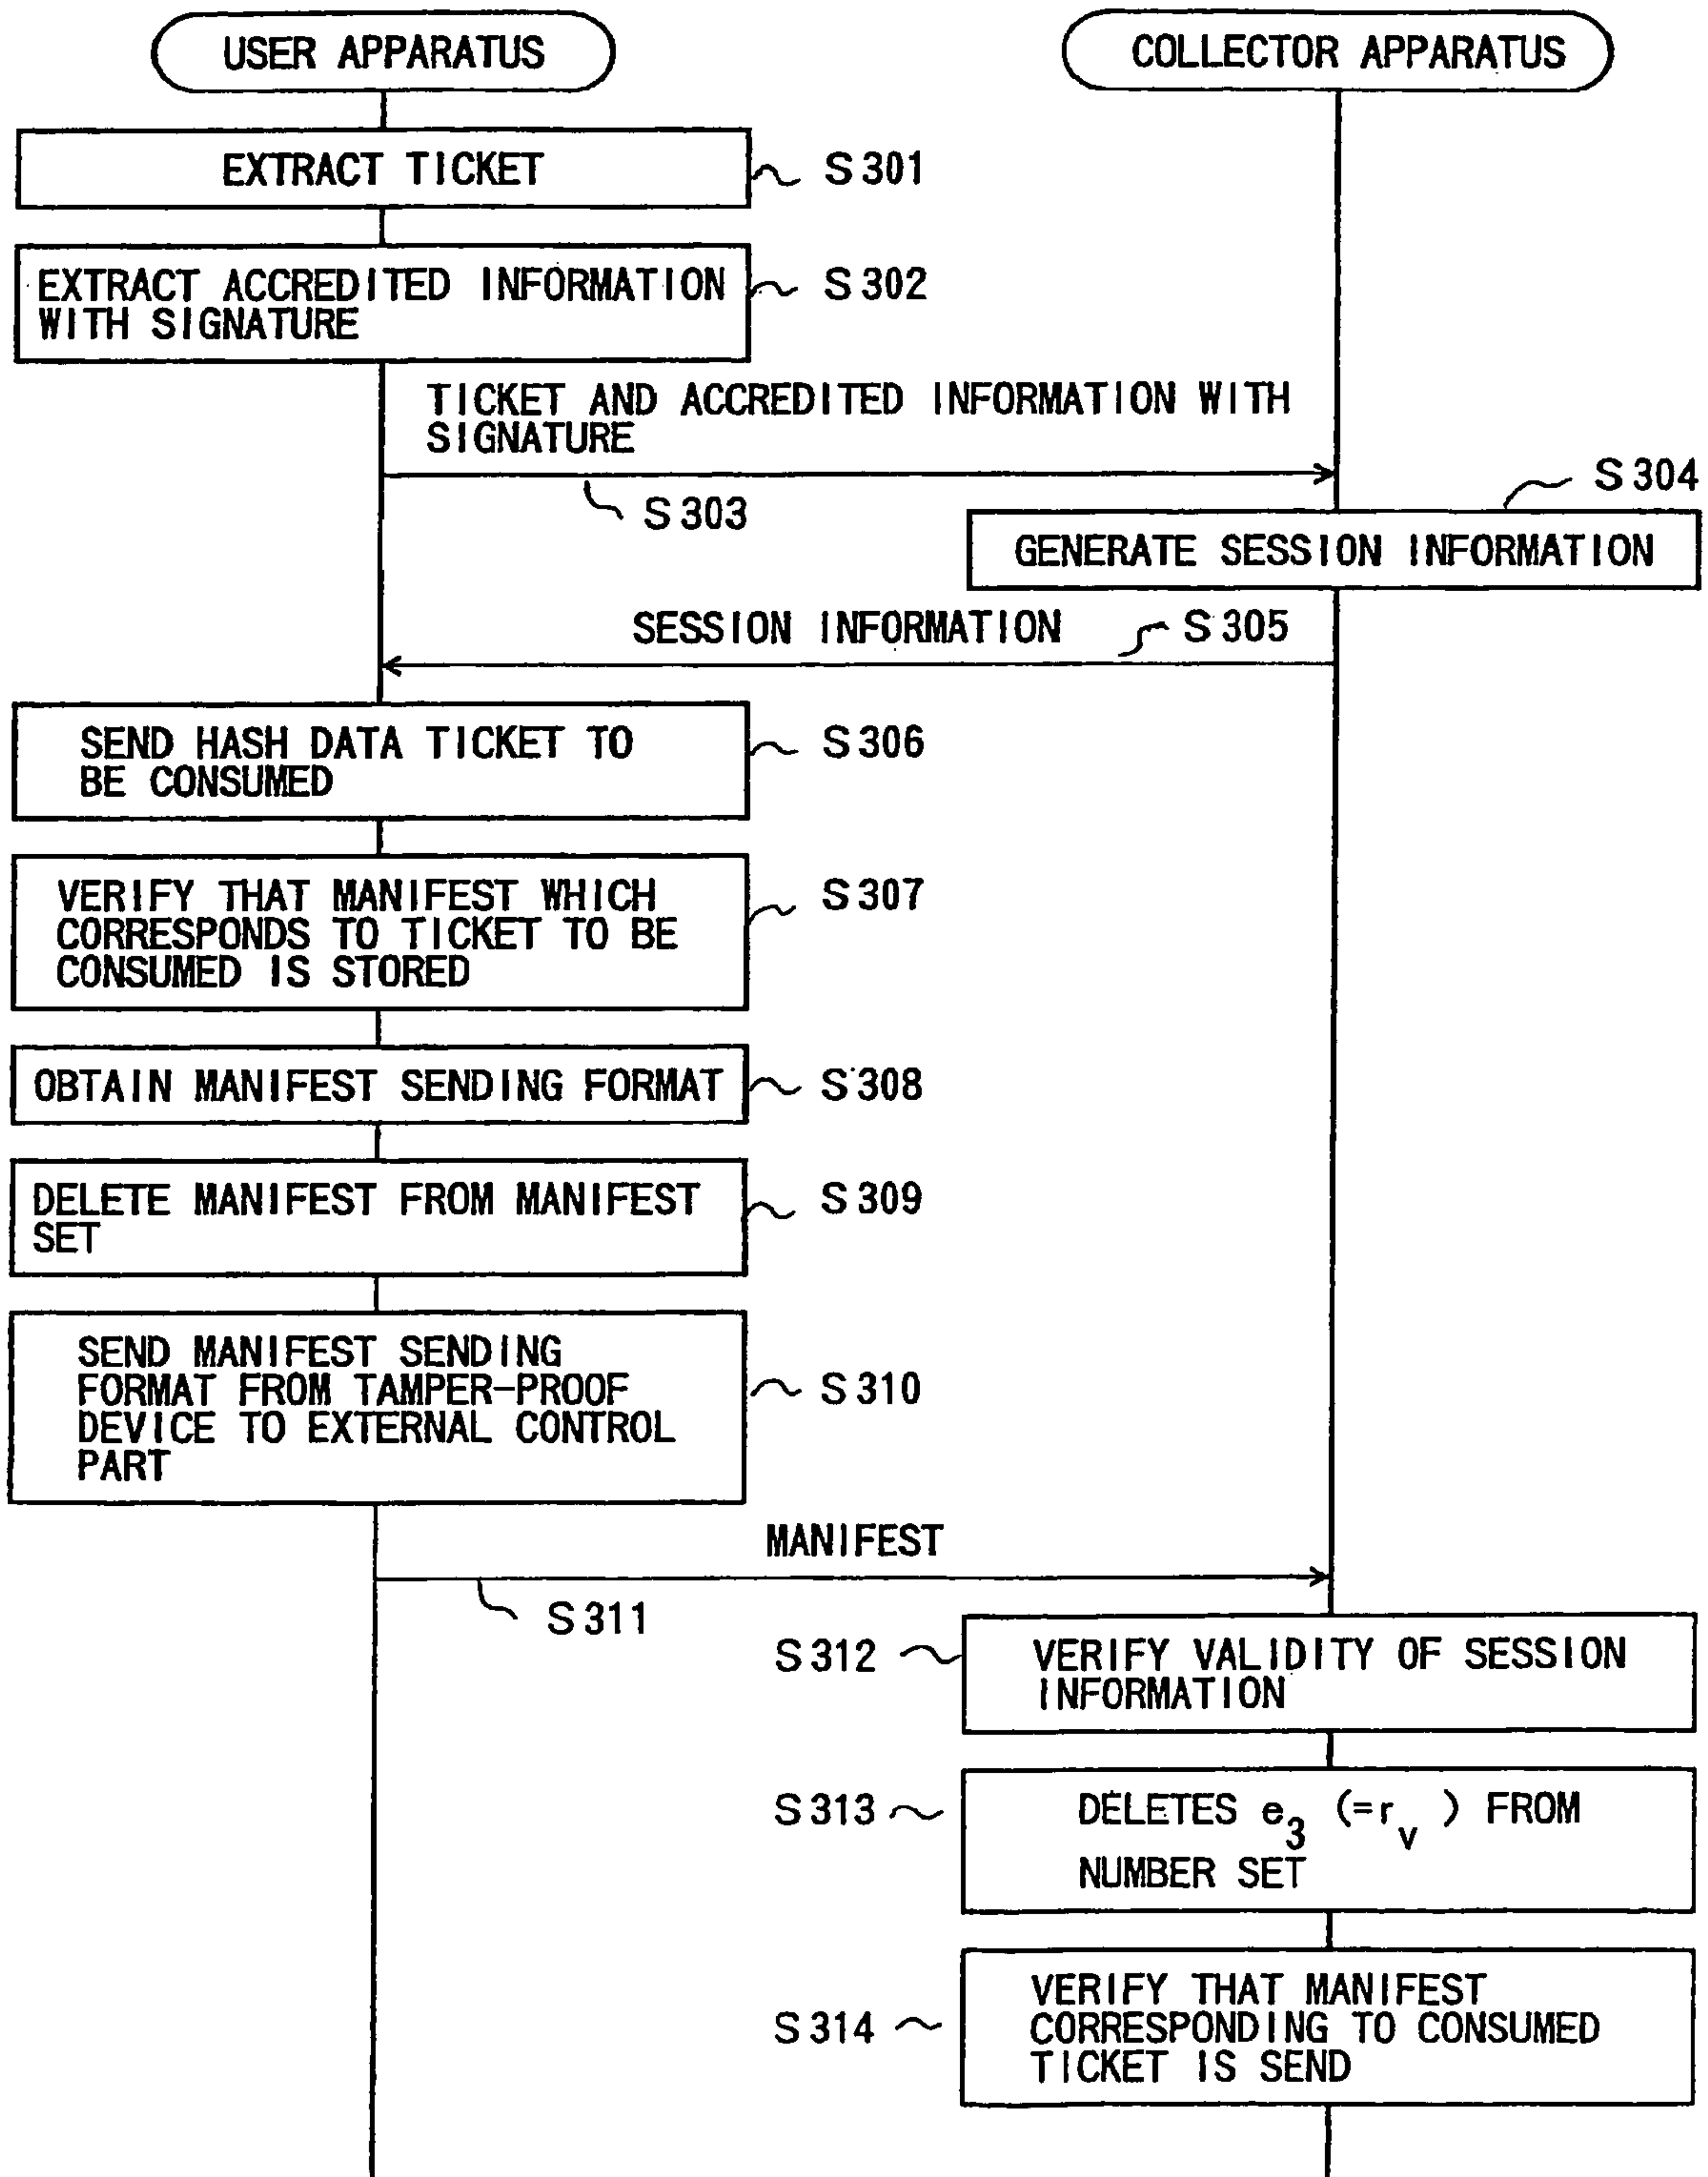 USER APPARATUS
COLLECTOR APPARATUS
EXTRACT TICKET
S301
EXTRACT ACCREDITED INFORMATION
WITH SIGNATURE
S302
TICKET AND ACCREDITED INFORMATION WITH
SIGNATURE
S303
S304
GENERATE SESSION INFORMATION
SESSION INFORMATION
S305
SEND HASH DATA TICKET TO
BE CONSUMED
S306
VERIFY THAT MANIFEST WHICH
CORRESPONDS TO TICKET TO BE
CONSUMED IS STORED
S307
OBTAIN MANIFEST SENDING FORMAT
S308
DELETE MANIFEST FROM MANIFEST
SET
S309
SEND MANIFEST SENDING
FORMAT FROM TAMPER-PROOF
DEVICE TO EXTERNAL CONTROL
PART
S310
MANIFEST
S311
S312
VERIFY VALIDITY OF SESSION
INFORMATION
S313
DELETES e3 (=rv ) FROM
NUMBER SET
S314
VERIFY THAT MANIFEST
CORRESPONDING TO CONSUMED
TICKET IS SEND